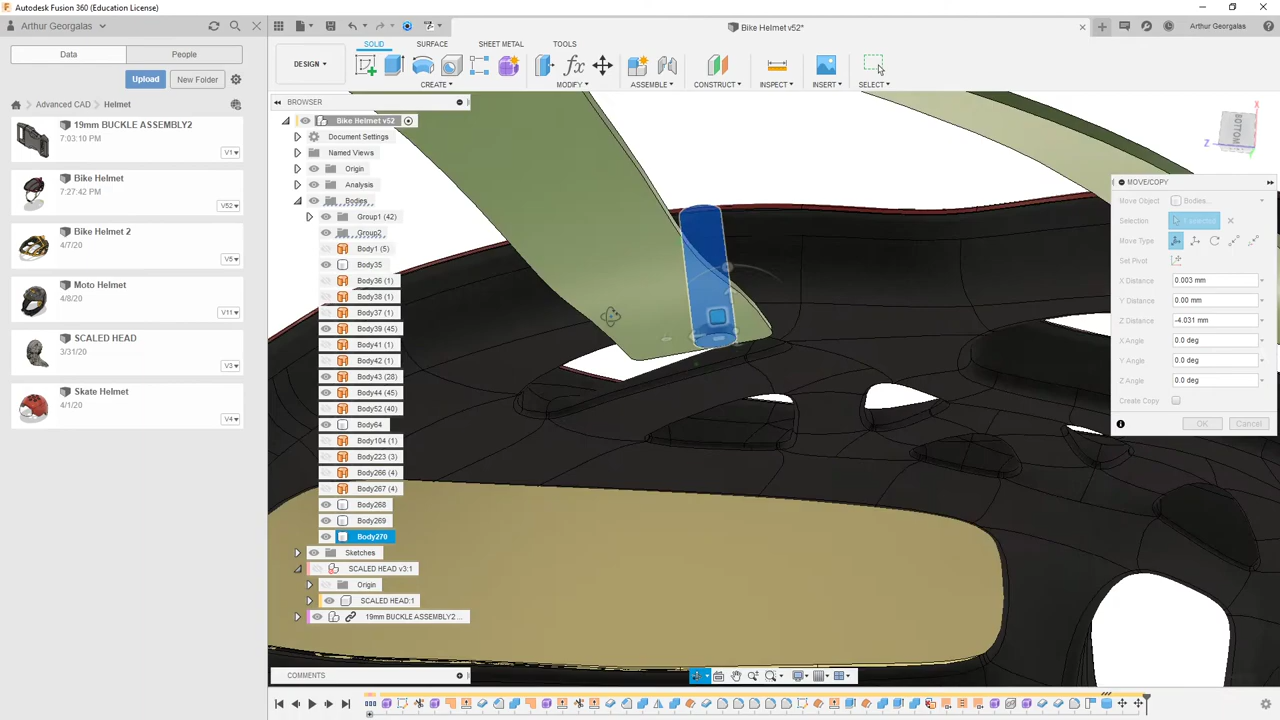 Autodesk Fusion 360 (Education License)
Arthur Georgalas
Bike Helmet v52*
Data
People
Upload
New Folder
Advanced CAD
Helmet
19mm BUCKLE ASSEMBLY2
7:03:10 PM
V1
Bike Helmet
7:27:42 PM
V52
Bike Helmet 2
4/7/20
V5
Moto Helmet
4/8/20
V11
SCALED HEAD
3/31/20
V3
Skate Helmet
4/1/20
V4
SOLID
SURFACE
SHEET METAL
TOOLS
DESIGN
CREATE
MODIFY
ASSEMBLE
CONSTRUCT
INSPECT
INSERT
SELECT
BROWSER
Bike Helmet v52
Document Settings
Named Views
Origin
Analysis
Bodies
Group1 (42)
Group2
Body1 (5)
Body35
Body36 (1)
Body38 (1)
Body37 (1)
Body39 (45)
Body41 (1)
Body42 (1)
Body43 (28)
Body44 (45)
Body52 (40)
Body64
Body104 (1)
Body223 (3)
Body266 (4)
Body267 (4)
Body268
Body269
Body270
Sketches
SCALED HEAD v3:1
Origin
SCALED HEAD:1
19mm BUCKLE ASSEMBLY2...
COMMENTS
BOTTOM
X
Z
MOVE/COPY
Move Object
Bodies...
Selection
1 selected
Move Type
Set Pivot
X Distance
0.003 mm
Y Distance
0.00 mm
Z Distance
-4.031 mm
X Angle
0.0 deg
Y Angle
0.0 deg
Z Angle
0.0 deg
Create Copy
OK
Cancel